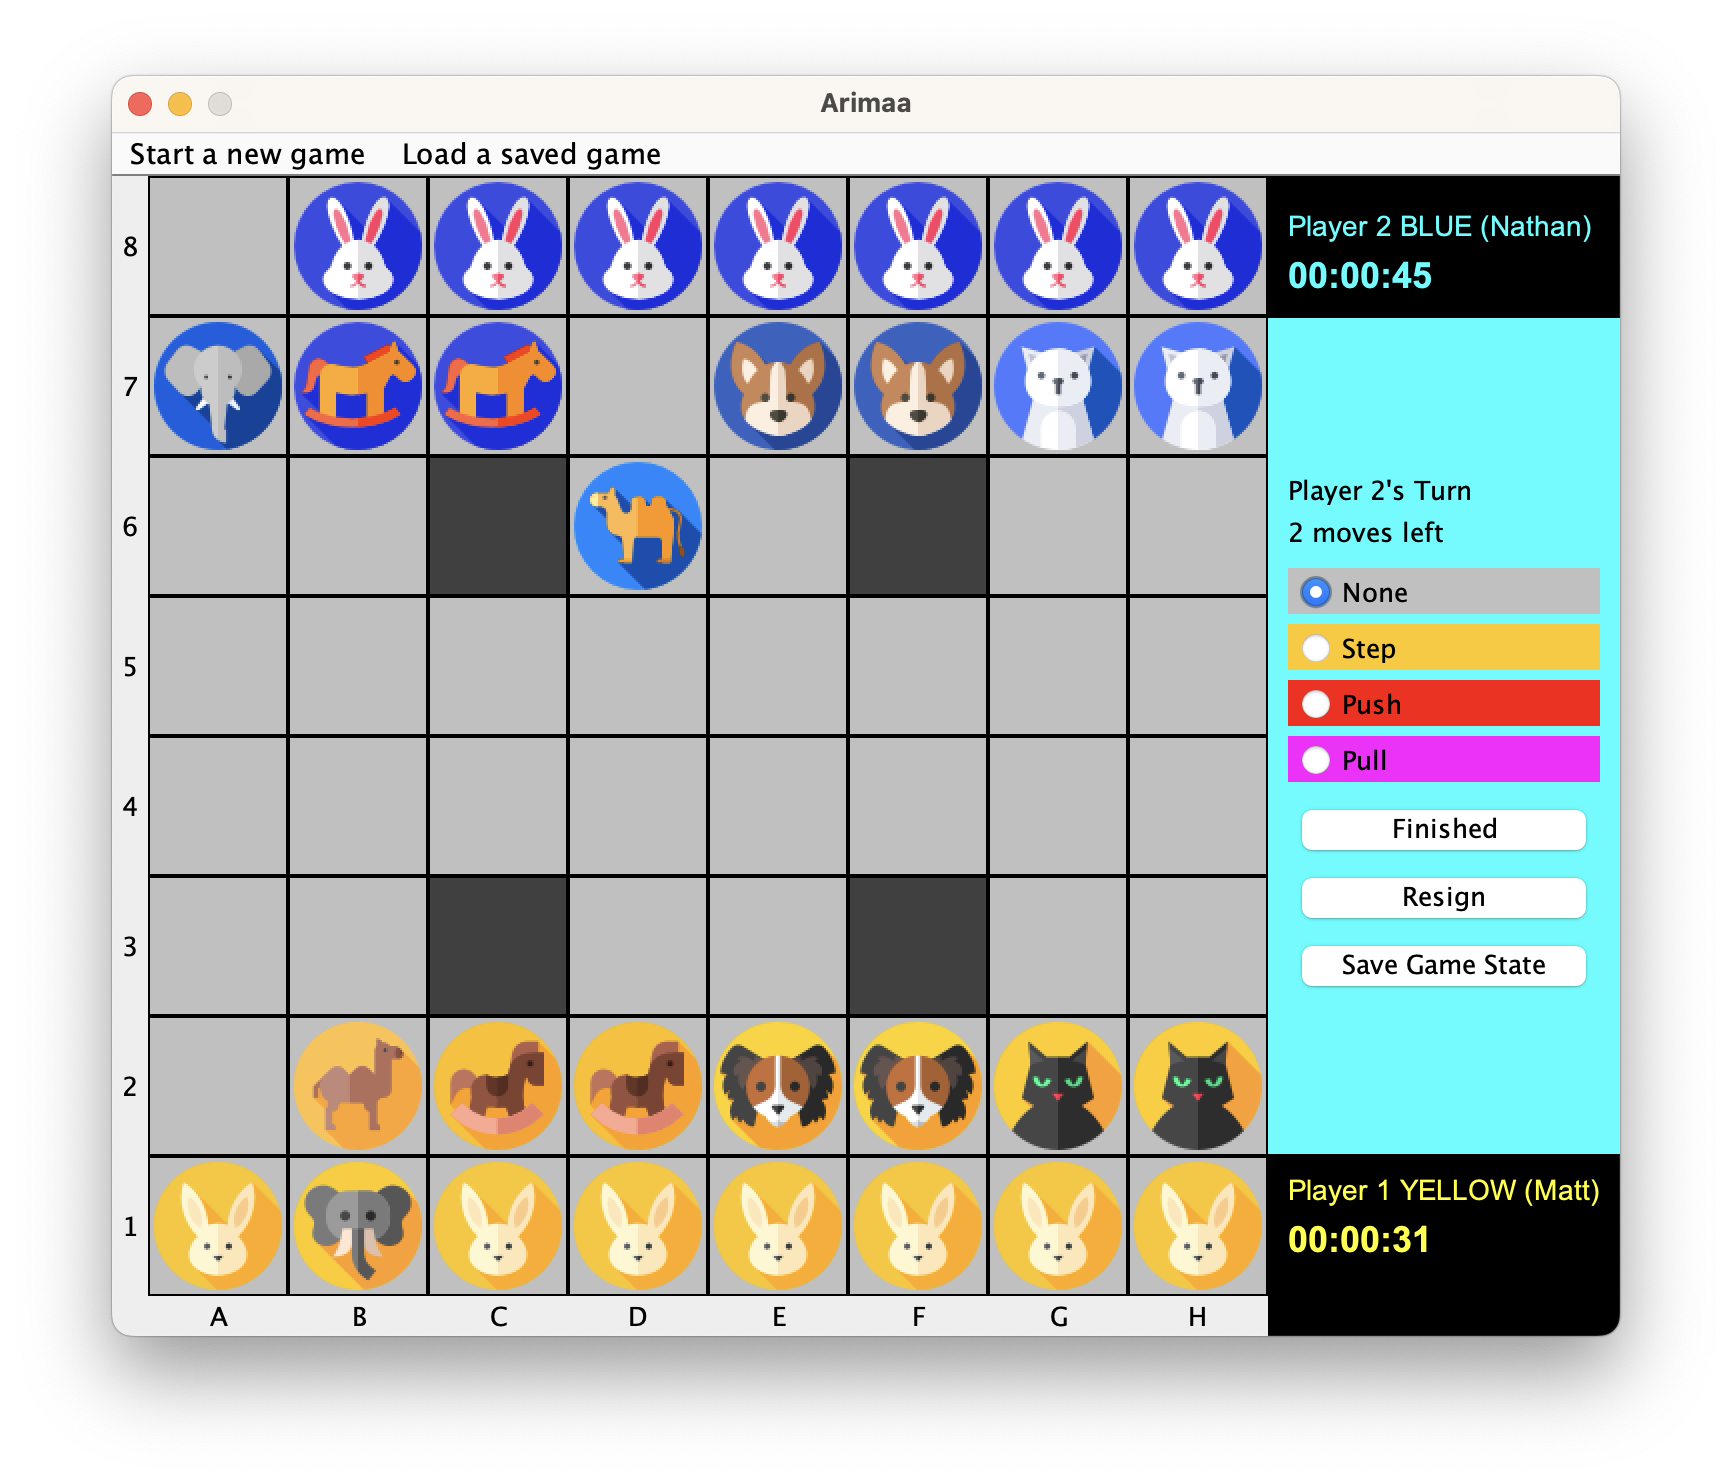 Arimaa
Start a new game Load a saved game
8
7
6
5
4
3
2
1
A B C D E F G H
Player 2 BLUE (Nathan)
00:00:45
Player 2's Turn
2 moves left
None
Step
Push
Pull
Finished
Resign
Save Game State
Player 1 YELLOW (Matt)
00:00:31